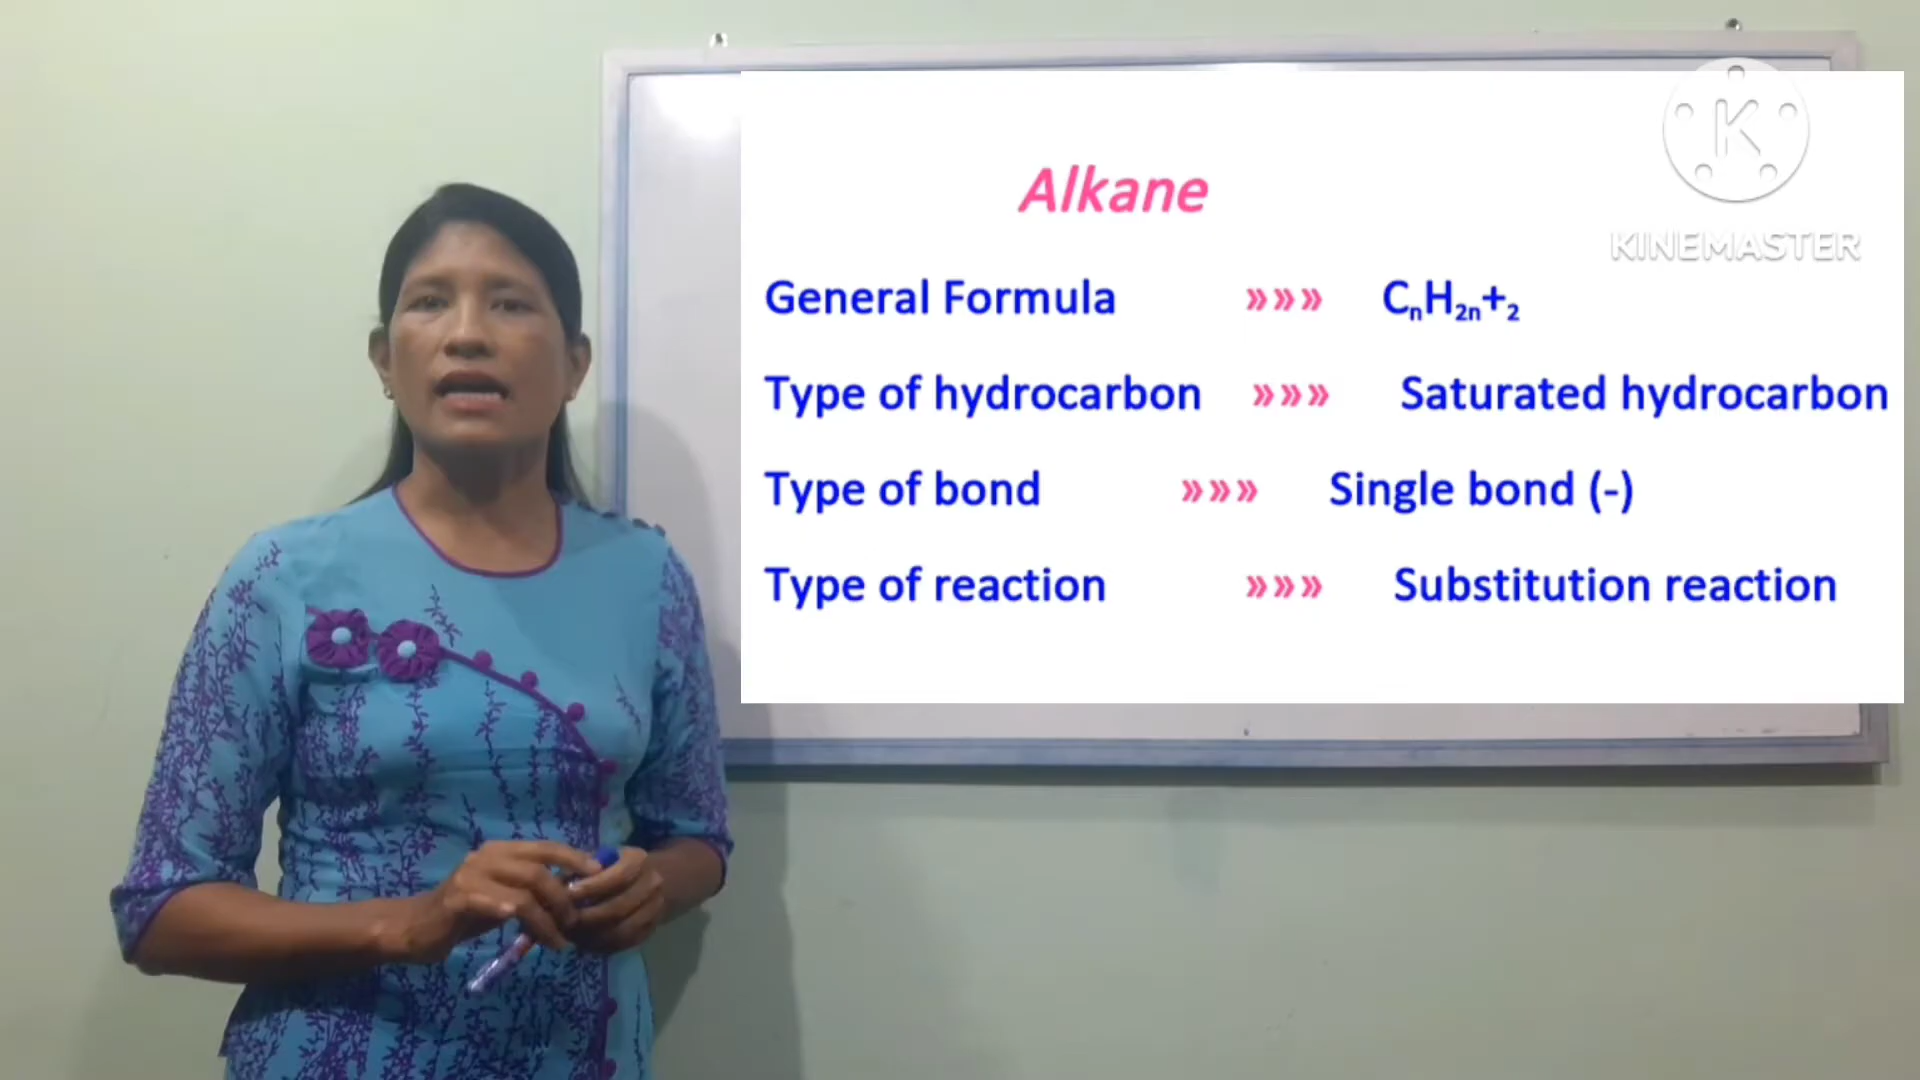 K
KINEMASTER
Alkane
General Formula »»» CₙH₂ₙ+₂
Type of hydrocarbon »»» Saturated hydrocarbon
Type of bond »»» Single bond (-)
Type of reaction »»» Substitution reaction